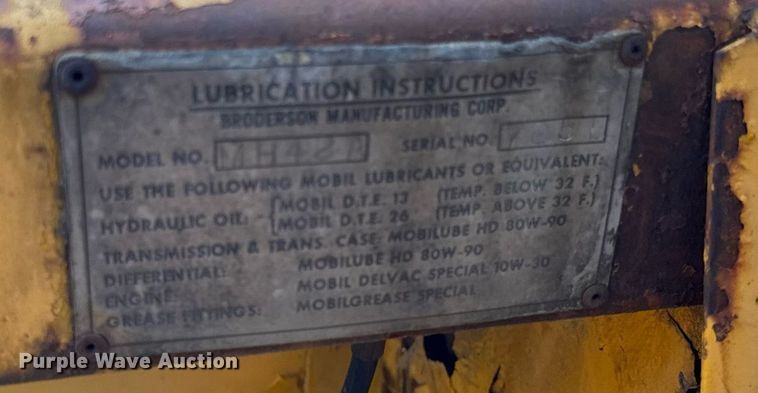 LUBRICATION INSTRUCTIONS
BRODERSON MANUFACTURING CORP.
MODEL NO. SERIAL NO.
USE THE FOLLOWING MOBIL LUBRICANTS OR EQUIVALENT:
HYDRAULIC OIL: { MOBIL D.T.E. 13 (TEMP. BELOW 32 F.)
MOBIL D.T.E. 26 (TEMP. ABOVE 32 F.)
TRANSMISSION & TRANS. CASE: MOBILUBE HD 80W-90
DIFFERENTIAL: MOBILUBE HD 80W-90
ENGINE: MOBIL DELVAC SPECIAL 10W-30
GREASE FITTINGS: MOBILGREASE SPECIAL
Purple Wave Auction